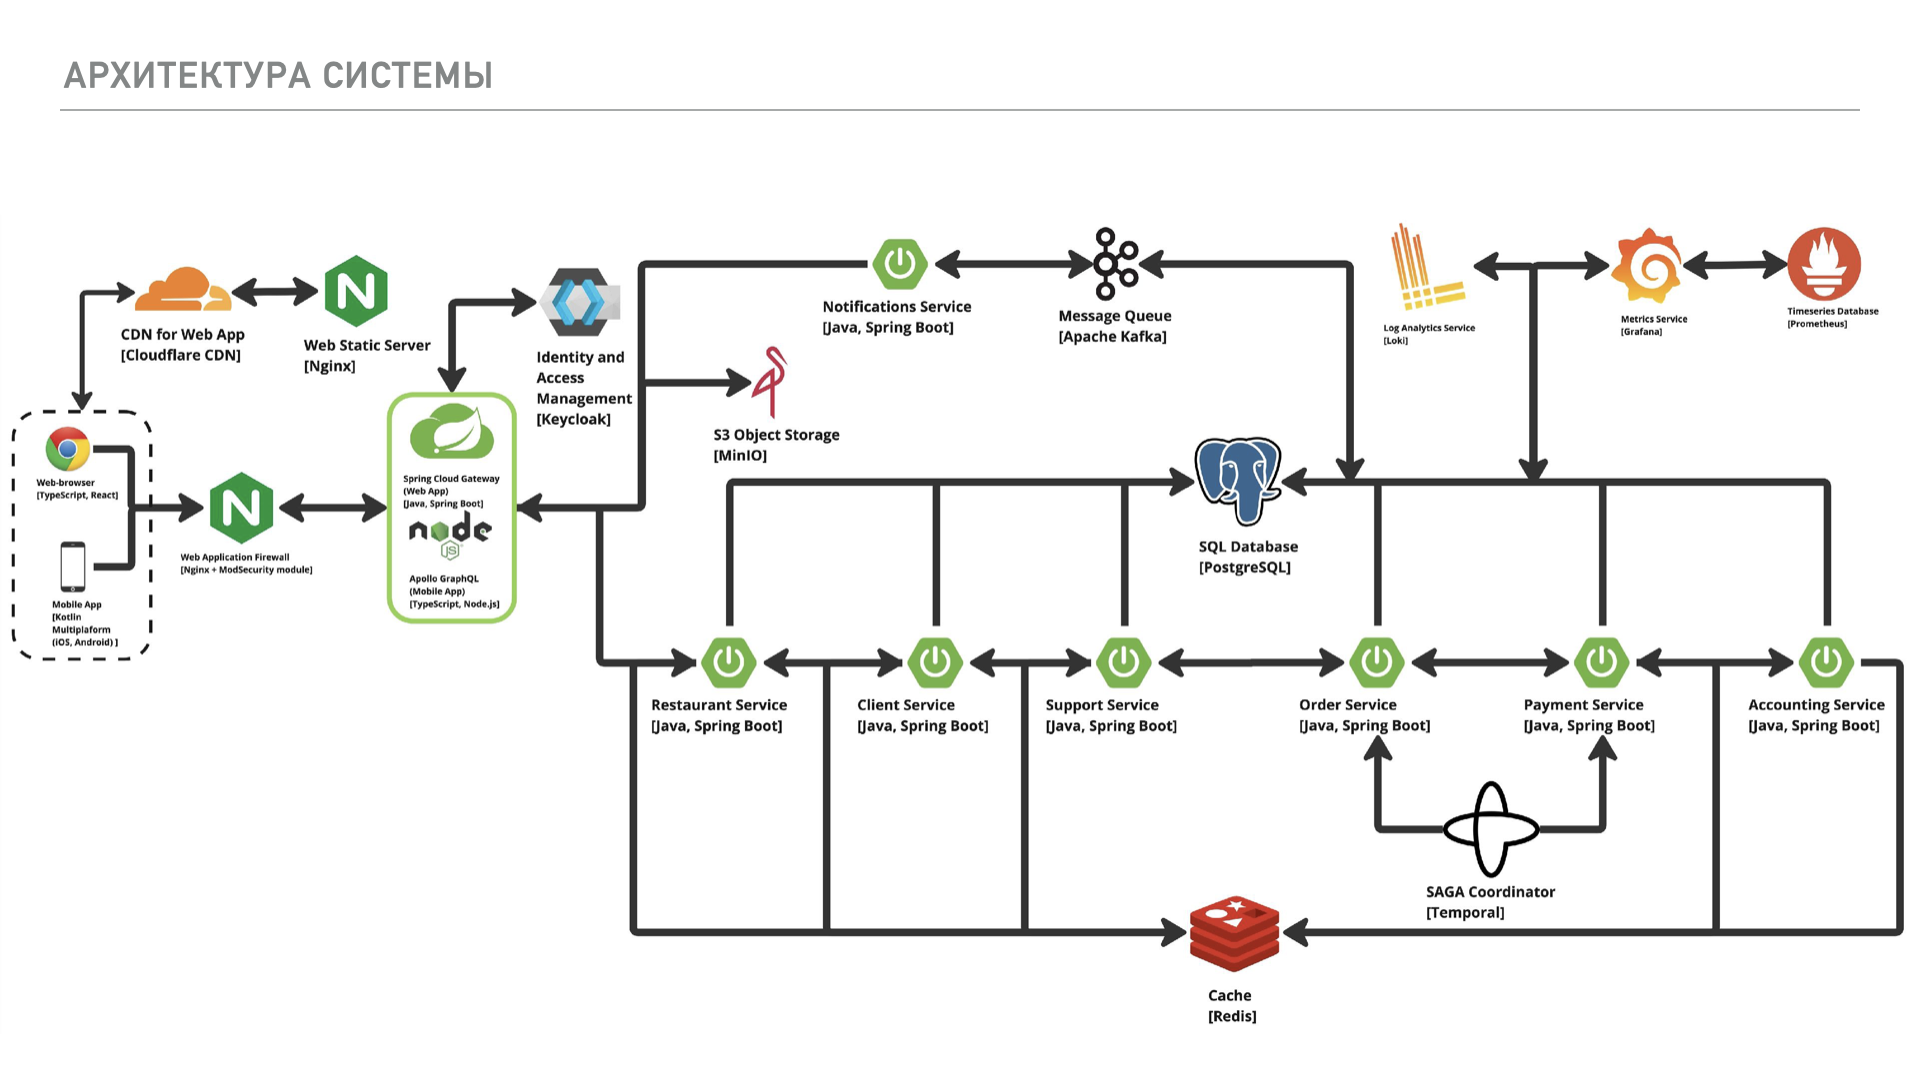 АРХИТЕКТУРА СИСТЕМЫ
CDN for Web App
[Cloudflare CDN]
Web Static Server
[Nginx]
Identity and
Access
Management
[Keycloak]
Notifications Service
[Java, Spring Boot]
Message Queue
[Apache Kafka]
Log Analytics Service
[Loki]
Metrics Service
[Grafana]
Timeseries Database
[Prometheus]
S3 Object Storage
[MinIO]
Web-browser
[TypeScript, React]
Mobile App
[Kotlin
Multiplaform
(iOS, Android) ]
Web Application Firewall
[Nginx + ModSecurity module]
Spring Cloud Gateway
(Web App)
[Java, Spring Boot]
node
JS
Apollo GraphQL
(Mobile App)
[TypeScript, Node.js]
SQL Database
[PostgreSQL]
Restaurant Service
[Java, Spring Boot]
Client Service
[Java, Spring Boot]
Support Service
[Java, Spring Boot]
Order Service
[Java, Spring Boot]
Payment Service
[Java, Spring Boot]
Accounting Service
[Java, Spring Boot]
SAGA Coordinator
[Temporal]
Cache
[Redis]